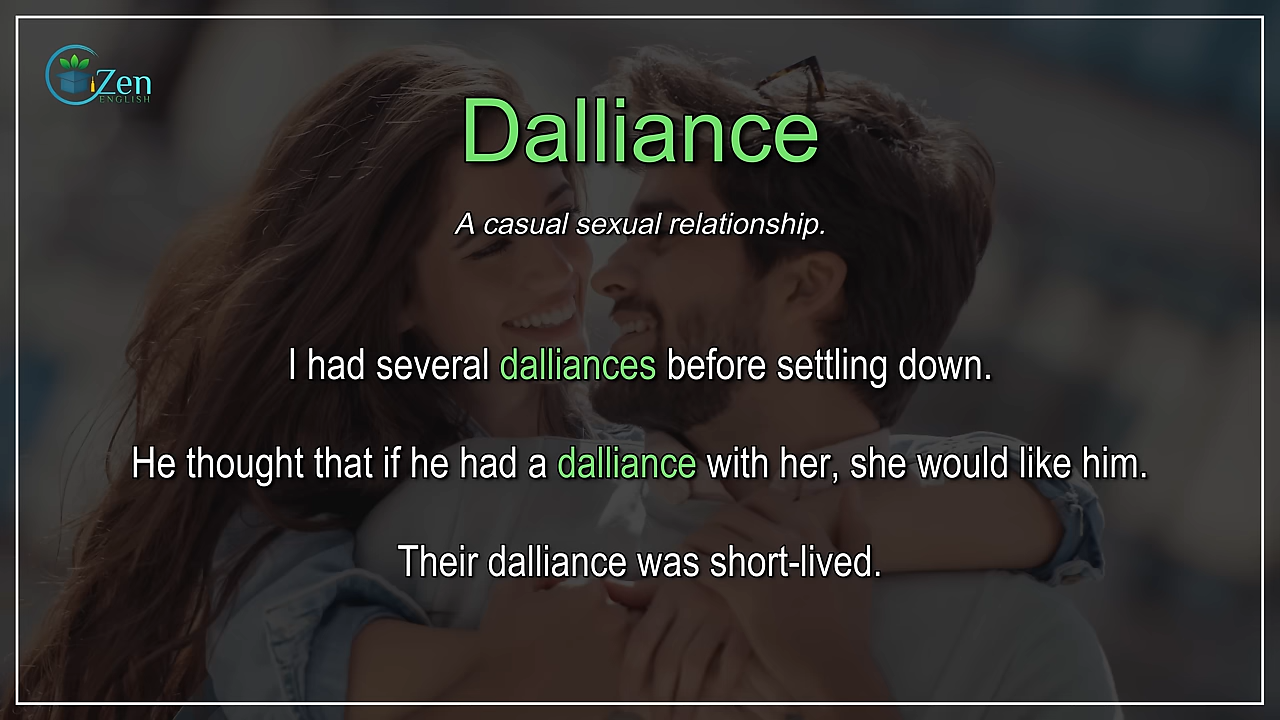 Zen
ENGLISH
Dalliance
A casual sexual relationship.
I had several dalliances before settling down.
He thought that if he had a dalliance with her, she would like him.
Their dalliance was short-lived.